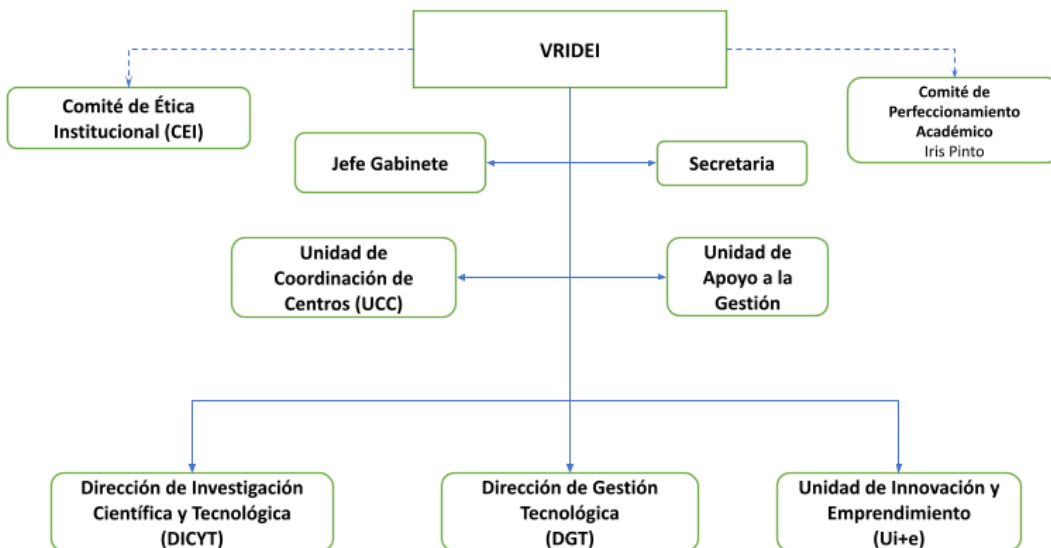 VRIDEI
Comité de Ética
Institucional (CEI)
Comité de
Perfeccionamiento
Académico
Iris Pinto
Jefe Gabinete
Secretaria
Unidad de
Coordinación de
Centros (UCC)
Unidad de
Apoyo a la
Gestión
Dirección de Investigación
Científica y Tecnológica
(DICYT)
Dirección de Gestión
Tecnológica
(DGT)
Unidad de Innovación y
Emprendimiento
(Ui+e)